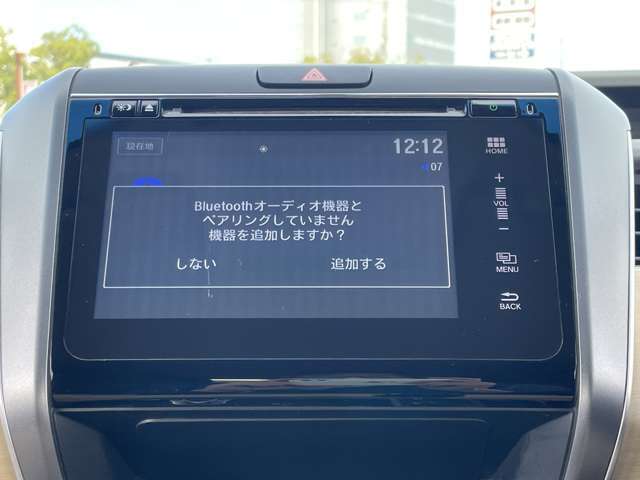 現在地
12:12
07
Bluetoothオーディオ機器と
ペアリングしていません
機器を追加しますか？
しない
追加する
HOME
+
VOL
−
MENU
BACK